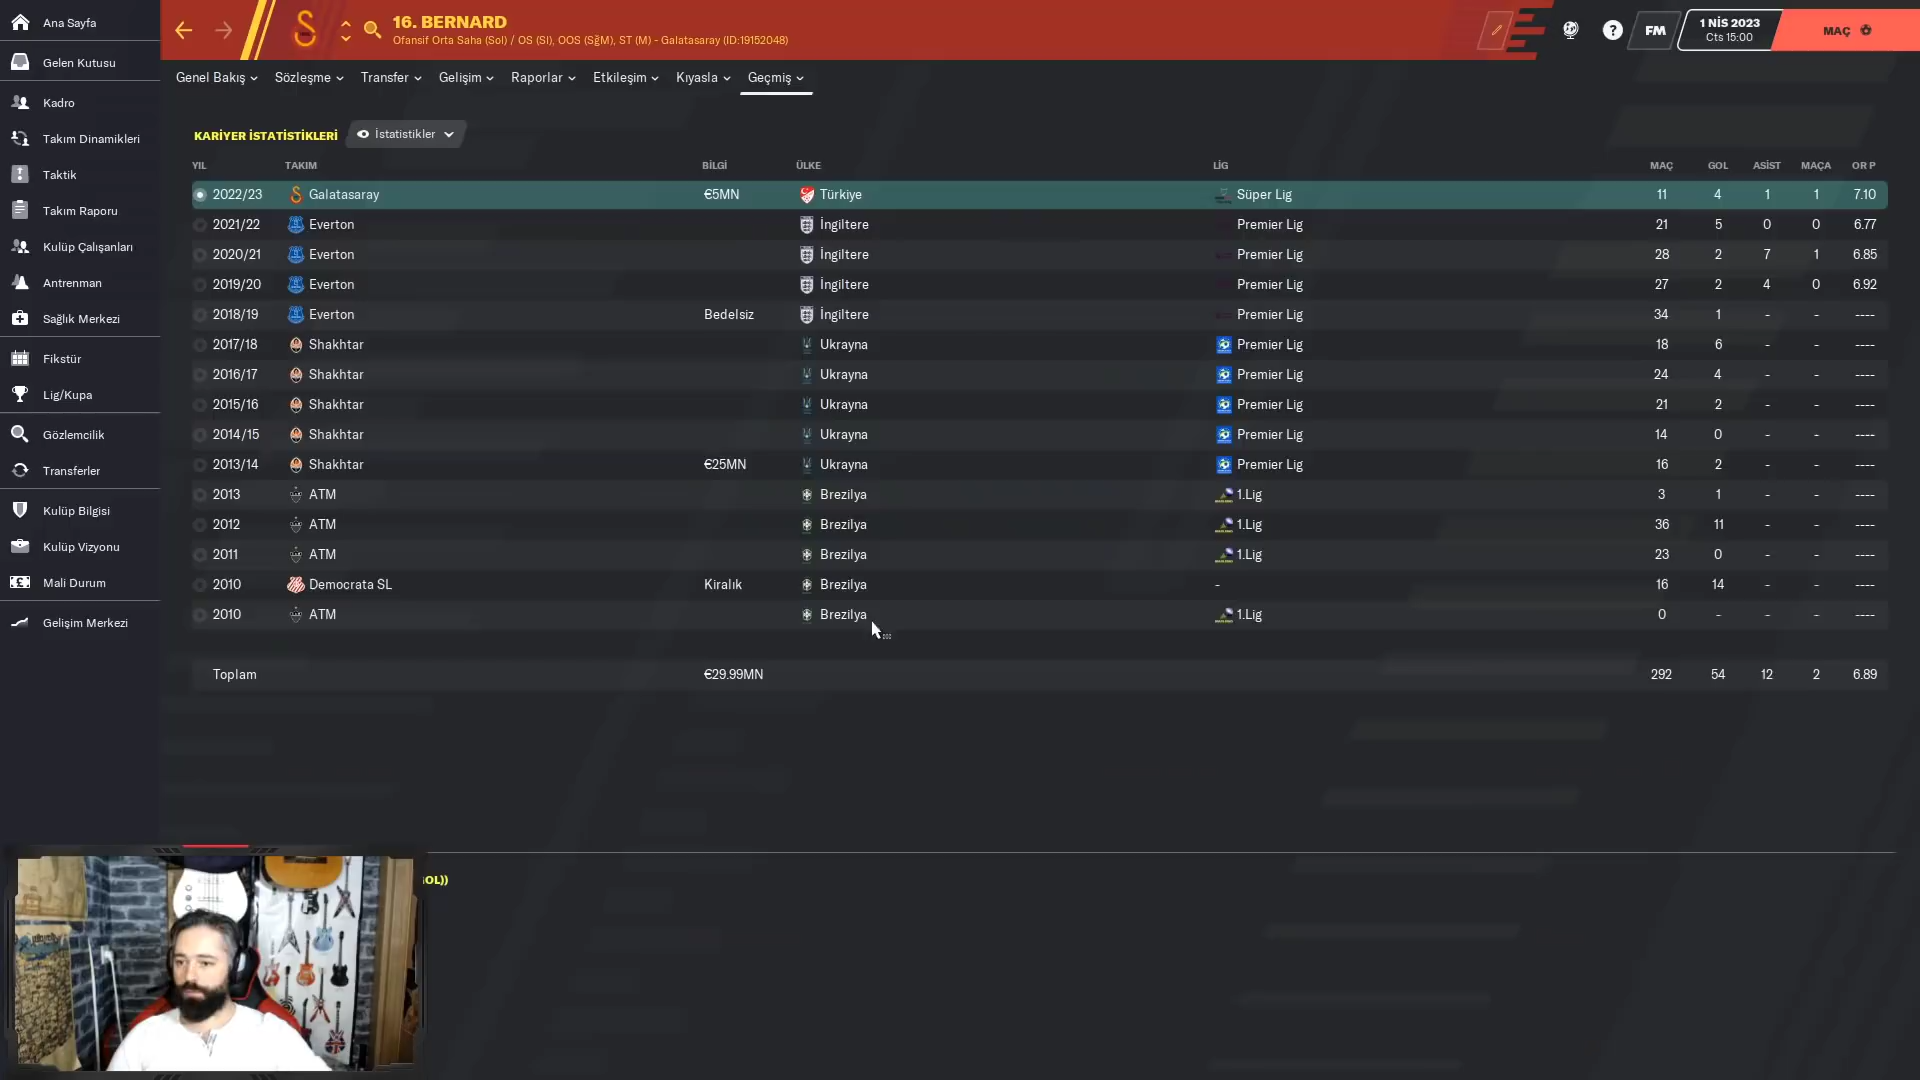 Ana Sayfa
Gelen Kutusu
Kadro
Takım Dinamikleri
Taktik
Takım Raporu
Kulüp Çalışanları
Antrenman
Sağlık Merkezi
Fikstür
Lig/Kupa
Gözlemcilik
Transferler
Kulüp Bilgisi
Kulüp Vizyonu
Mali Durum
Gelişim Merkezi
16. BERNARD
Ofansif Orta Saha (Sol) / OS (Sl), OOS (SğM), ST (M) - Galatasaray (ID:19152048)
? FM 1 NİS 2023
Cts 15:00
MAÇ
Genel Bakış Sözleşme Transfer Gelişim Raporlar Etkileşim Kıyasla Geçmiş
KARİYER İSTATİSTİKLERİ İstatistikler
YIL TAKIM BİLGİ ÜLKE LİG MAÇ GOL ASİST MAÇA OR P
2022/23 Galatasaray €5MN Türkiye Süper Lig 11 4 1 1 7.10
2021/22 Everton İngiltere Premier Lig 21 5 0 0 6.77
2020/21 Everton İngiltere Premier Lig 28 2 7 1 6.85
2019/20 Everton İngiltere Premier Lig 27 2 4 0 6.92
2018/19 Everton Bedelsiz İngiltere Premier Lig 34 1 - - ----
2017/18 Shakhtar Ukrayna Premier Lig 18 6 - - ----
2016/17 Shakhtar Ukrayna Premier Lig 24 4 - - ----
2015/16 Shakhtar Ukrayna Premier Lig 21 2 - - ----
2014/15 Shakhtar Ukrayna Premier Lig 14 0 - - ----
2013/14 Shakhtar €25MN Ukrayna Premier Lig 16 2 - - ----
2013 ATM Brezilya 1.Lig 3 1 - - ----
2012 ATM Brezilya 1.Lig 36 11 - - ----
2011 ATM Brezilya 1.Lig 23 0 - - ----
2010 Democrata SL Kiralık Brezilya - 16 14 - - ----
2010 ATM Brezilya 1.Lig 0 - - - ----
Toplam €29.99MN 292 54 12 2 6.89
OL))